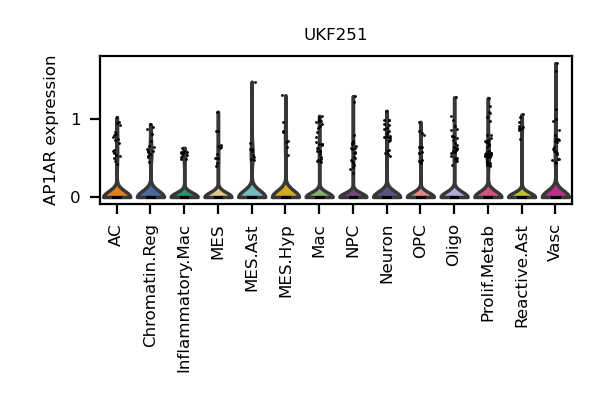 UKF251
AP1AR expression
1
0
AC
Chromatin.Reg
Inflammatory.Mac
MES
MES.Ast
MES.Hyp
Mac
NPC
Neuron
OPC
Oligo
Prolif.Metab
Reactive.Ast
Vasc